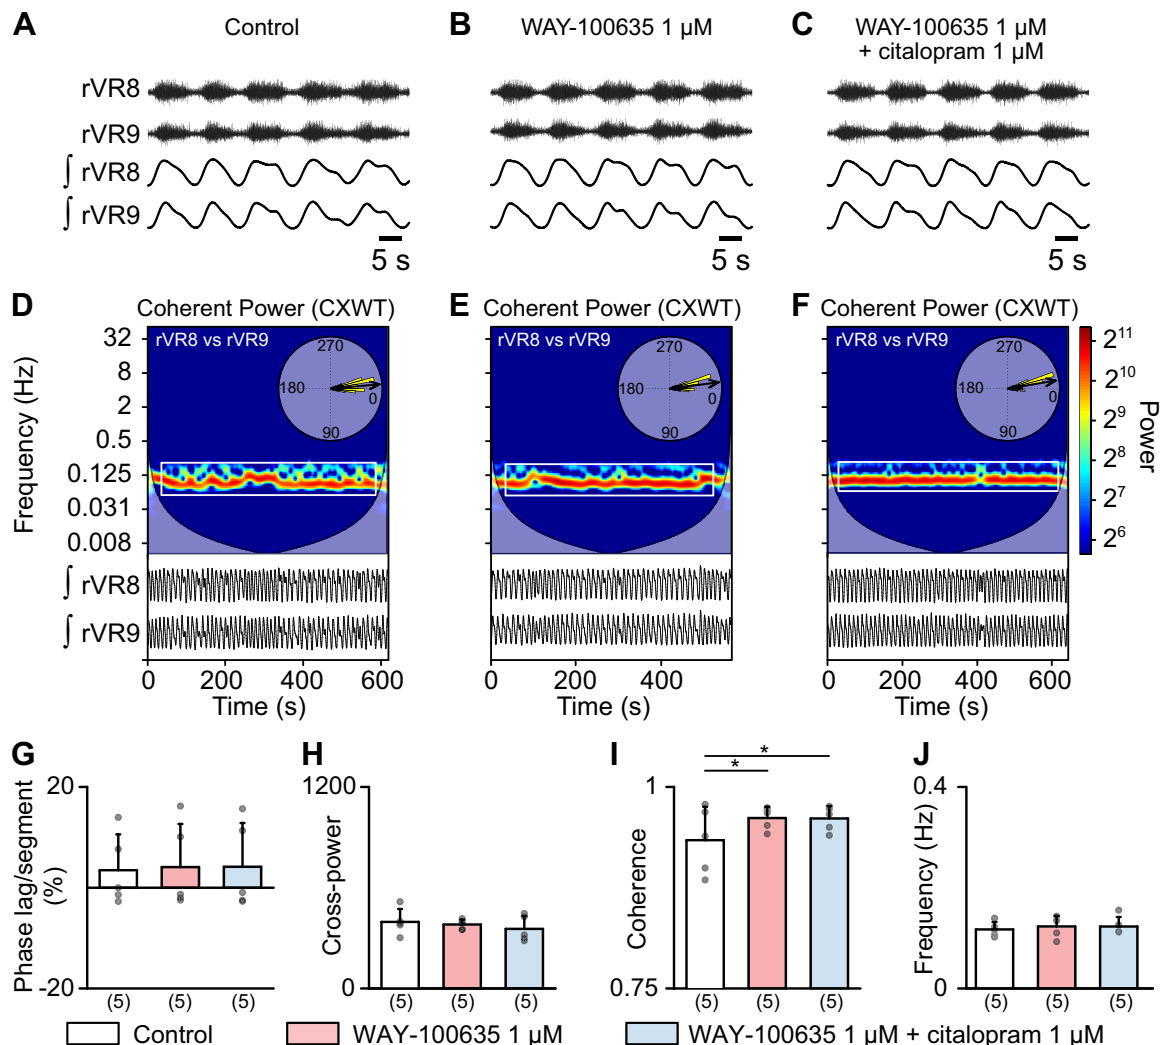 A Control
B WAY-100635 1 µM
C WAY-100635 1 µM
+ citalopram 1 µM
rVR8
rVR9
∫ rVR8
∫ rVR9
5 s
5 s
5 s
D Coherent Power (CXWT)
E Coherent Power (CXWT)
F Coherent Power (CXWT)
Frequency (Hz)
32
8
2
0.5
0.125
0.031
0.008
rVR8 vs rVR9
270
180
0
90
rVR8 vs rVR9
270
180
0
90
rVR8 vs rVR9
270
180
0
90
2^11
2^10
2^9
2^8
2^7
2^6
Power
∫ rVR8
∫ rVR9
0 200 400 600
Time (s)
0 200 400
Time (s)
0 200 400 600
Time (s)
G
Phase lag/segment
(%)
20
-20
(5) (5) (5)
H
Cross-power
1200
0
(5) (5) (5)
I
Coherence
1
0.75
*
*
(5) (5) (5)
J
Frequency (Hz)
0.4
0
(5) (5) (5)
Control WAY-100635 1 µM WAY-100635 1 µM + citalopram 1 µM